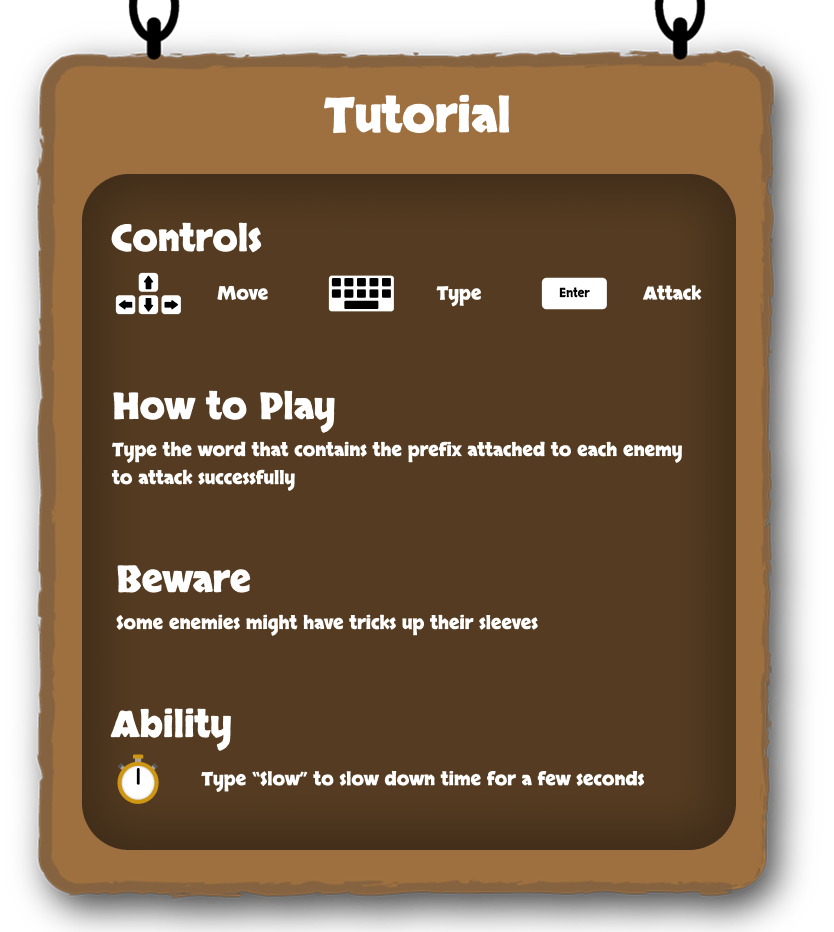 Tutorial
Controls
Move
Type
Enter
Attack
How to Play
Type the word that contains the prefix attached to each enemy
to attack successfully
Beware
Some enemies might have tricks up their sleeves
Ability
Type “Slow” to slow down time for a few seconds